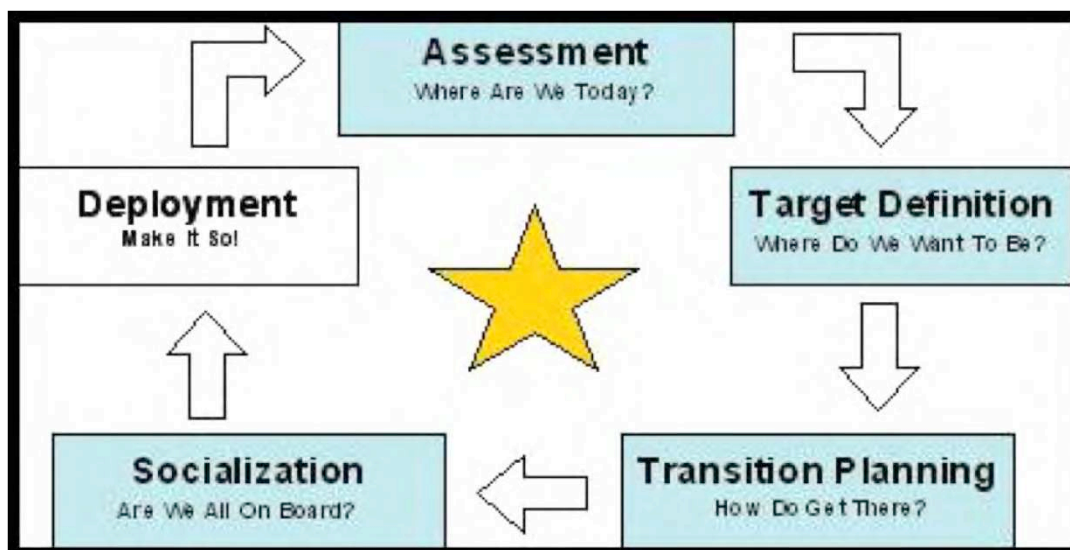 Assessment
Where Are We Today?
Target Definition
Where Do We Want To Be?
Transition Planning
How Do Get There?
Socialization
Are We All On Board?
Deployment
Make It So!